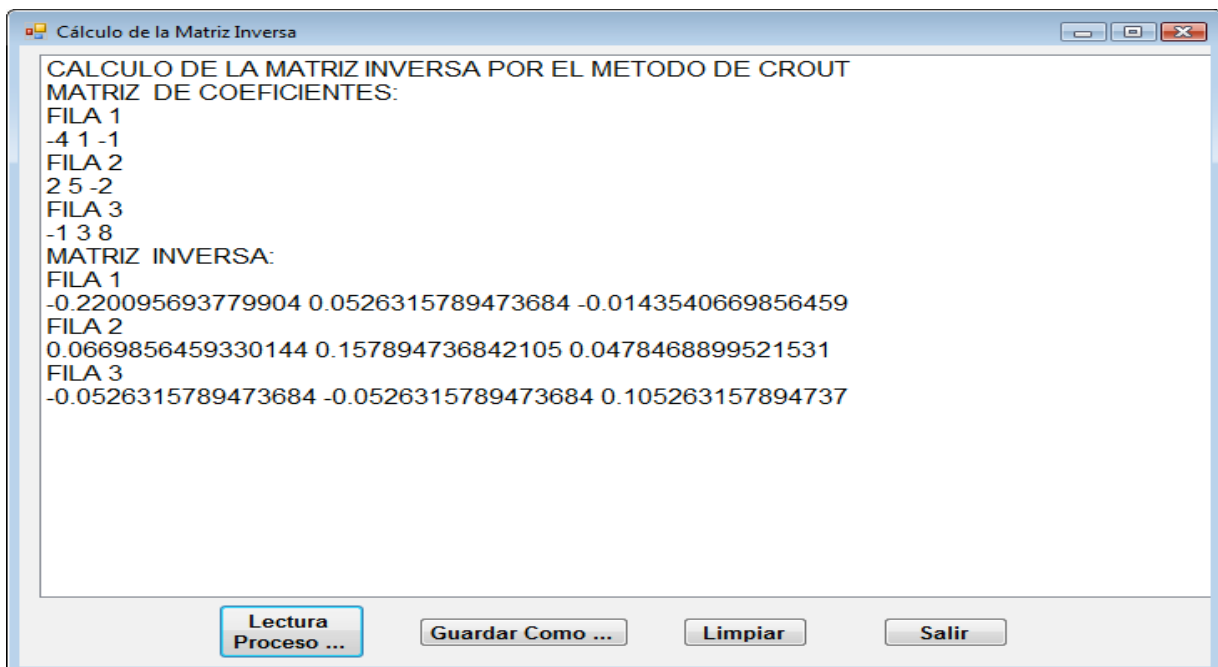 Cálculo de la Matriz Inversa
CALCULO DE LA MATRIZ INVERSA POR EL METODO DE CROUT
MATRIZ DE COEFICIENTES:
FILA 1
-4 1 -1
FILA 2
2 5 -2
FILA 3
-1 3 8
MATRIZ INVERSA:
FILA 1
-0.220095693779904 0.0526315789473684 -0.0143540669856459
FILA 2
0.0669856459330144 0.157894736842105 0.0478468899521531
FILA 3
-0.0526315789473684 -0.0526315789473684 0.105263157894737
Lectura
Proceso ...
Guardar Como ...
Limpiar
Salir